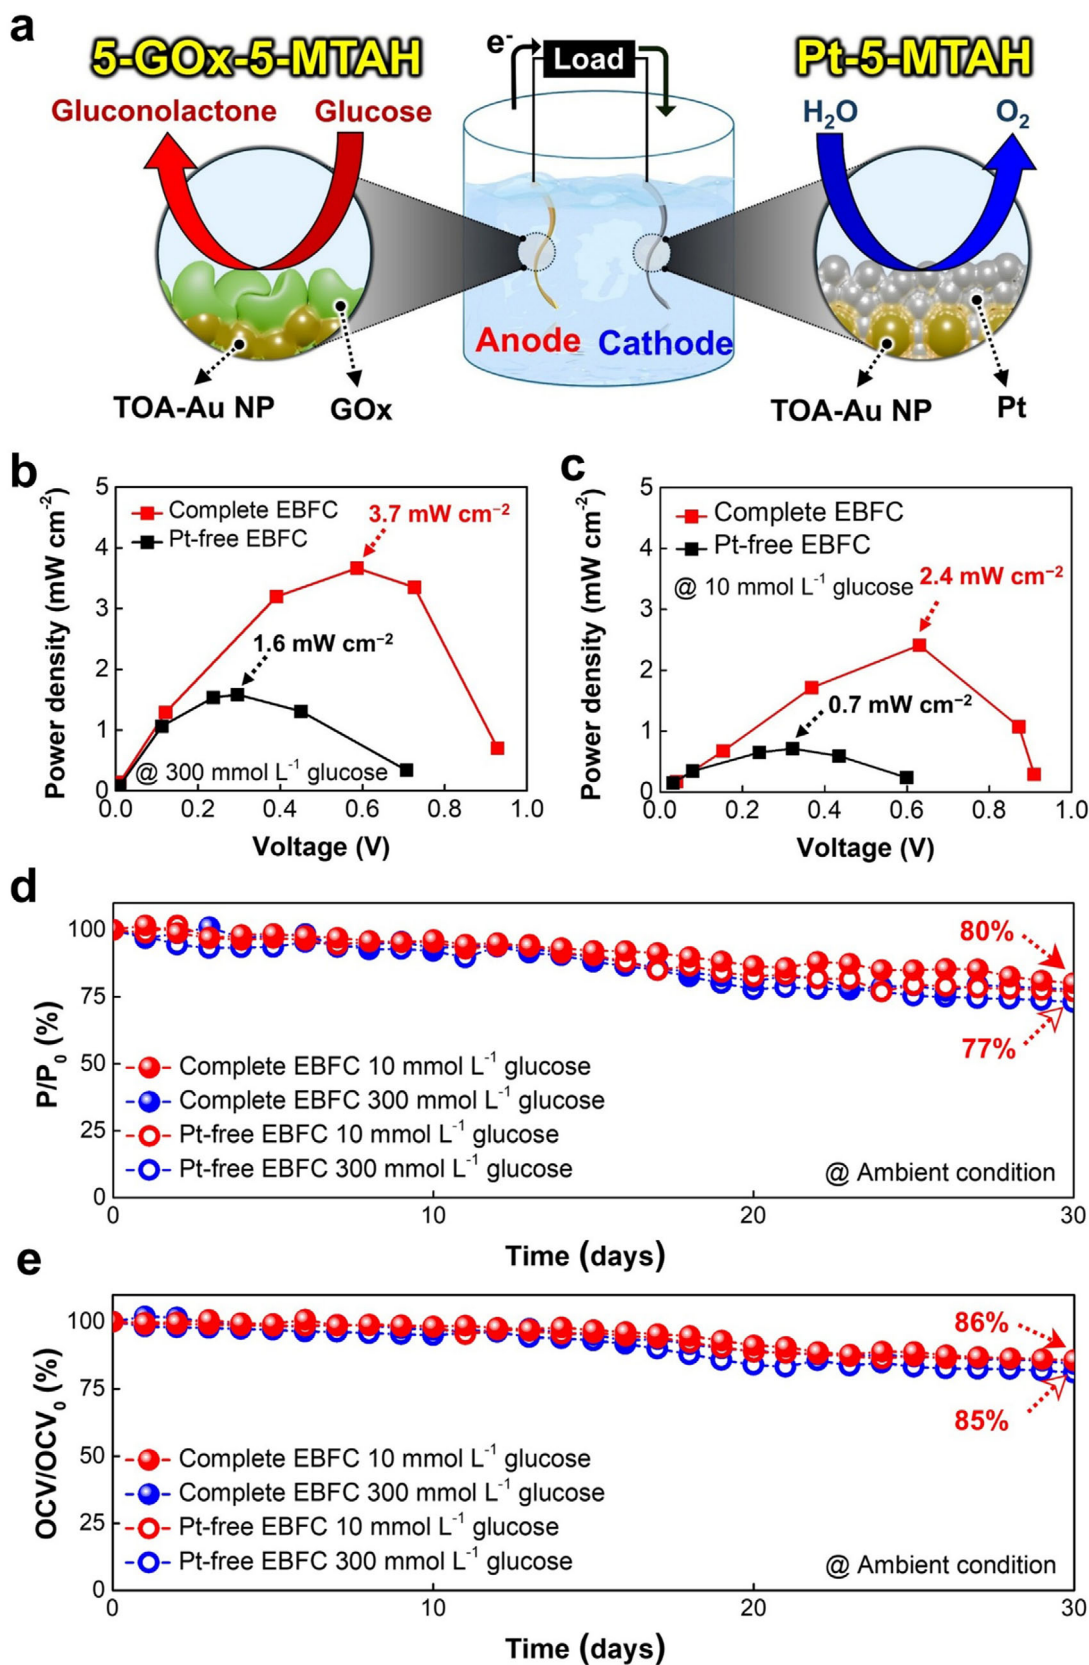 a
5-GOx-5-MTAH
e⁻
Load
Pt-5-MTAH
Gluconolactone
Glucose
H₂O
O₂
Anode
Cathode
TOA-Au NP
GOx
TOA-Au NP
Pt
b
Power density (mW cm⁻²)
5
4
3
2
1
0
Complete EBFC
Pt-free EBFC
3.7 mW cm⁻²
1.6 mW cm⁻²
@ 300 mmol L⁻¹ glucose
0.0 0.2 0.4 0.6 0.8 1.0
Voltage (V)
c
Power density (mW cm⁻²)
5
4
3
2
1
0
Complete EBFC
Pt-free EBFC
@ 10 mmol L⁻¹ glucose
2.4 mW cm⁻²
0.7 mW cm⁻²
0.0 0.2 0.4 0.6 0.8 1.0
Voltage (V)
d
P/P₀ (%)
100
75
50
25
0
80%
77%
Complete EBFC 10 mmol L⁻¹ glucose
Complete EBFC 300 mmol L⁻¹ glucose
Pt-free EBFC 10 mmol L⁻¹ glucose
Pt-free EBFC 300 mmol L⁻¹ glucose
@ Ambient condition
0 10 20 30
Time (days)
e
OCV/OCV₀ (%)
100
75
50
25
0
86%
85%
Complete EBFC 10 mmol L⁻¹ glucose
Complete EBFC 300 mmol L⁻¹ glucose
Pt-free EBFC 10 mmol L⁻¹ glucose
Pt-free EBFC 300 mmol L⁻¹ glucose
@ Ambient condition
0 10 20 30
Time (days)